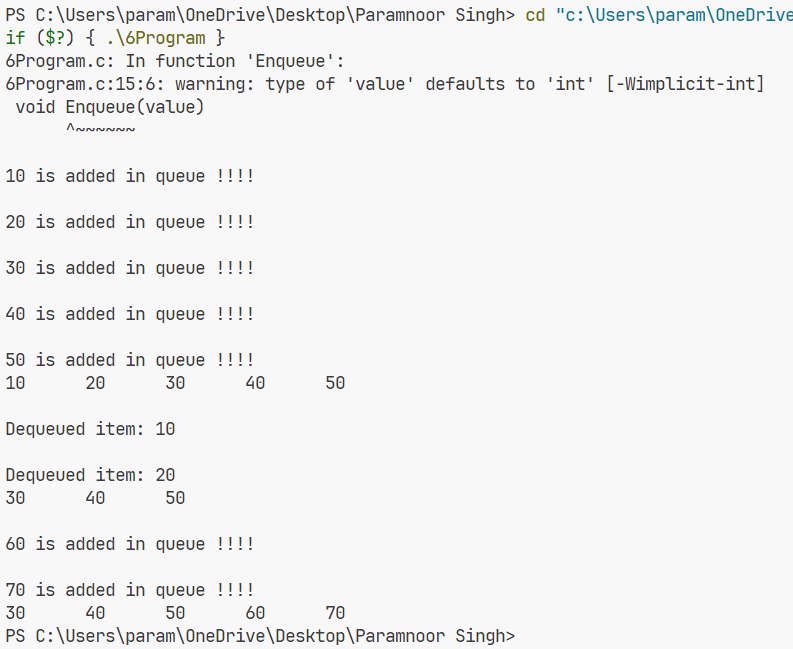 PS C:\Users\param\OneDrive\Desktop\Paramnoor Singh> cd "c:\Users\param\OneDrive
if ($?) { .\6Program }
6Program.c: In function 'Enqueue':
6Program.c:15:6: warning: type of 'value' defaults to 'int' [-Wimplicit-int]
 void Enqueue(value)
      ^~~~~~~
10 is added in queue !!!!
20 is added in queue !!!!
30 is added in queue !!!!
40 is added in queue !!!!
50 is added in queue !!!!
10      20      30      40      50
Dequeued item: 10
Dequeued item: 20
30      40      50
60 is added in queue !!!!
70 is added in queue !!!!
30      40      50      60      70
PS C:\Users\param\OneDrive\Desktop\Paramnoor Singh>